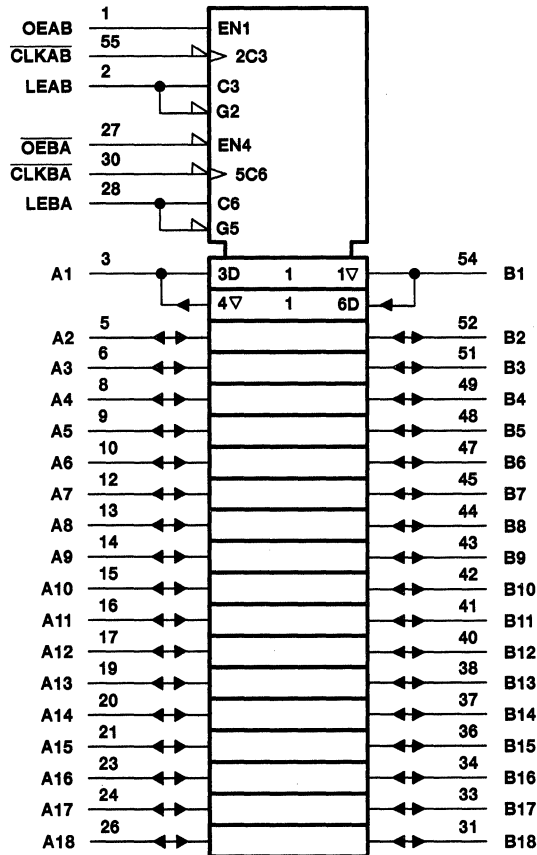 1
OEAB EN1
55
CLKAB 2C3
2
LEAB C3
G2
27
OEBA EN4
30
CLKBA 5C6
28
LEBA C6
G5
3 54
A1 3D 1 1▽ B1
4▽ 1 6D
5 52
A2 B2
6 51
A3 B3
8 49
A4 B4
9 48
A5 B5
10 47
A6 B6
12 45
A7 B7
13 44
A8 B8
14 43
A9 B9
15 42
A10 B10
16 41
A11 B11
17 40
A12 B12
19 38
A13 B13
20 37
A14 B14
21 36
A15 B15
23 34
A16 B16
24 33
A17 B17
26 31
A18 B18